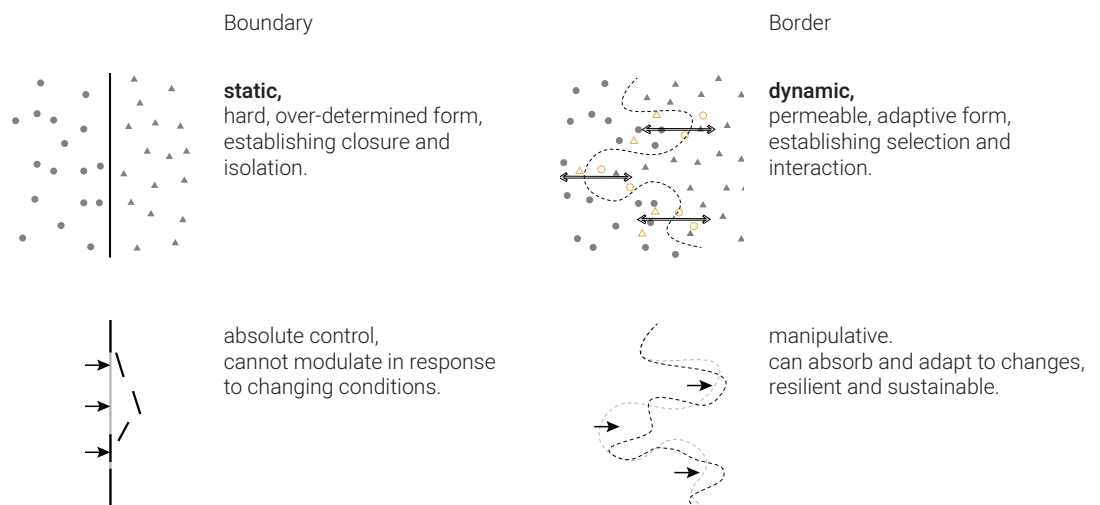 Boundary
static,
hard, over-determined form,
establishing closure and
isolation.
absolute control,
cannot modulate in response
to changing conditions.
Border
dynamic,
permeable, adaptive form,
establishing selection and
interaction.
manipulative.
can absorb and adapt to changes,
resilient and sustainable.